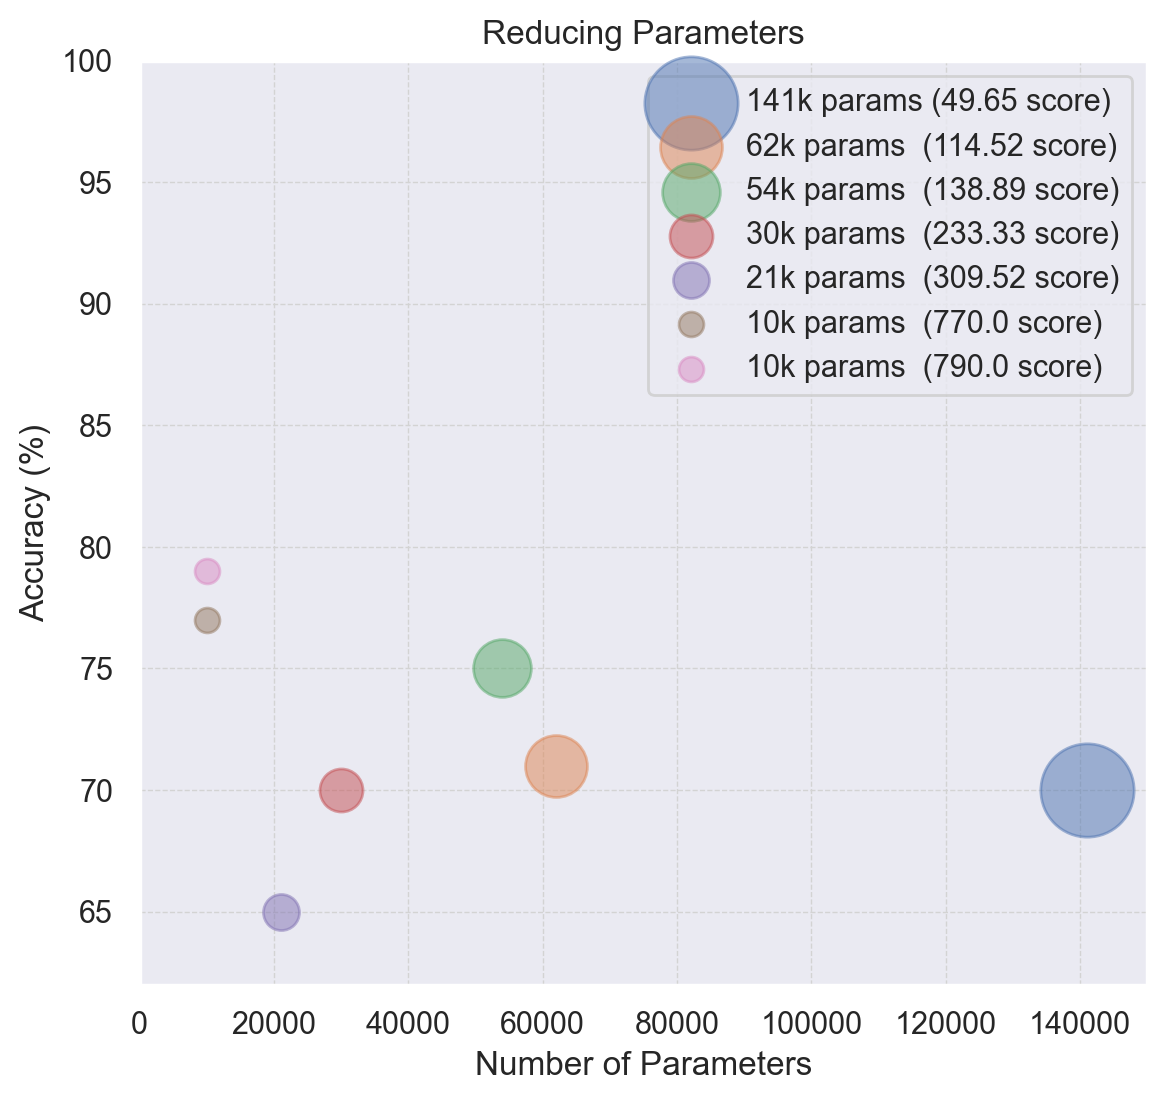 Reducing Parameters
100
95
90
85
80
75
70
65
Accuracy (%)
141k params (49.65 score)
62k params  (114.52 score)
54k params  (138.89 score)
30k params  (233.33 score)
21k params  (309.52 score)
10k params  (770.0 score)
10k params  (790.0 score)
0 20000 40000 60000 80000 100000 120000 140000
Number of Parameters